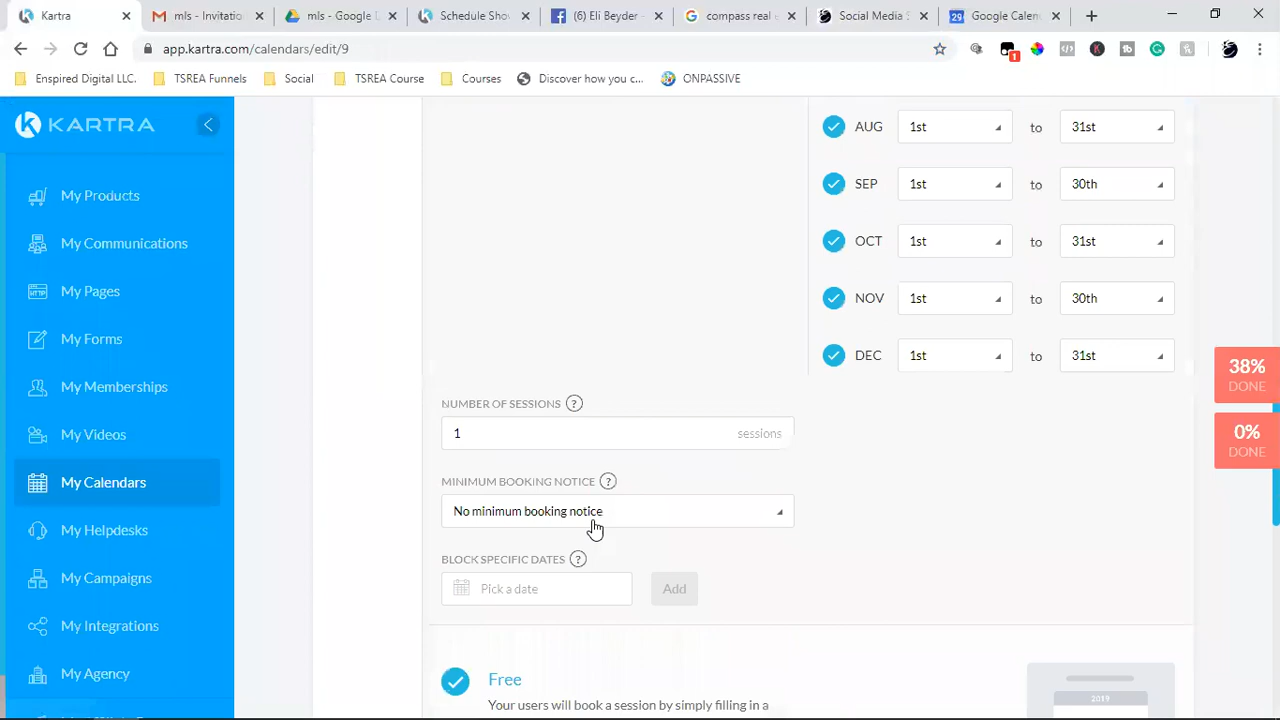 Kartra
mls - Invitatio
mls - Google D
Schedule Show
(6) Eli Beyder -
compass real e
Social Media S
Google Calen
app.kartra.com/calendars/edit/9
1
Enspired Digital LLC.
TSREA Funnels
Social
TSREA Course
Courses
Discover how you c...
ONPASSIVE
KARTRA
My Products
My Communications
My Pages
My Forms
My Memberships
My Videos
My Calendars
My Helpdesks
My Campaigns
My Integrations
My Agency
AUG 1st to 31st
SEP 1st to 30th
OCT 1st to 31st
NOV 1st to 30th
DEC 1st to 31st
NUMBER OF SESSIONS ?
1 sessions
MINIMUM BOOKING NOTICE ?
No minimum booking notice
BLOCK SPECIFIC DATES ?
Pick a date Add
Free
Your users will book a session by simply filling in a
2019
38%
DONE
0%
DONE